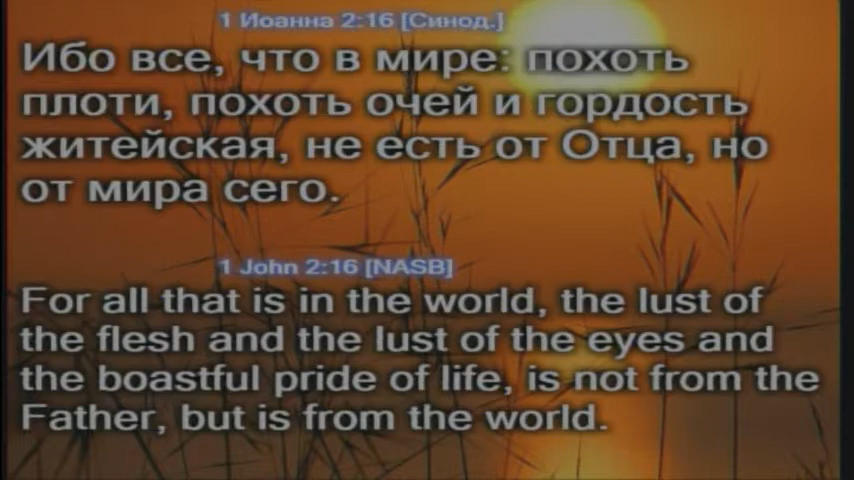 1 Иоанна 2:16 [Синод.]
Ибо все, что в мире: похоть
плоти, похоть очей и гордость
житейская, не есть от Отца, но
от мира сего.
1 John 2:16 [NASB]
For all that is in the world, the lust of
the flesh and the lust of the eyes and
the boastful pride of life, is not from the
Father, but is from the world.